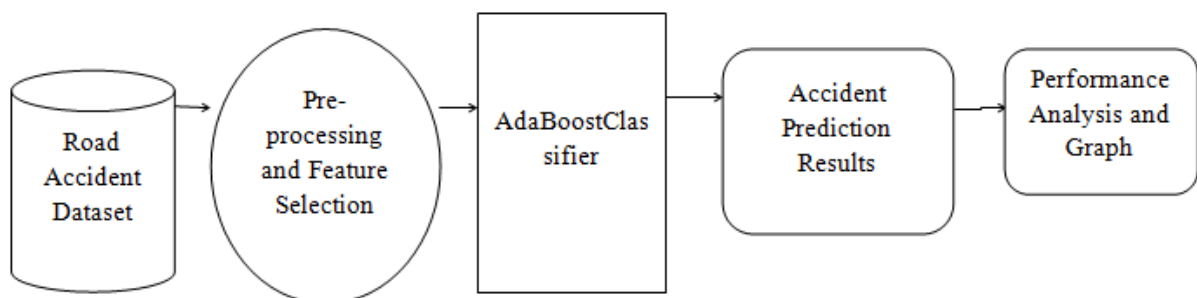 Road
Accident
Dataset
Pre-
processing
and Feature
Selection
AdaBoostClas
sifier
Accident
Prediction
Results
Performance
Analysis and
Graph